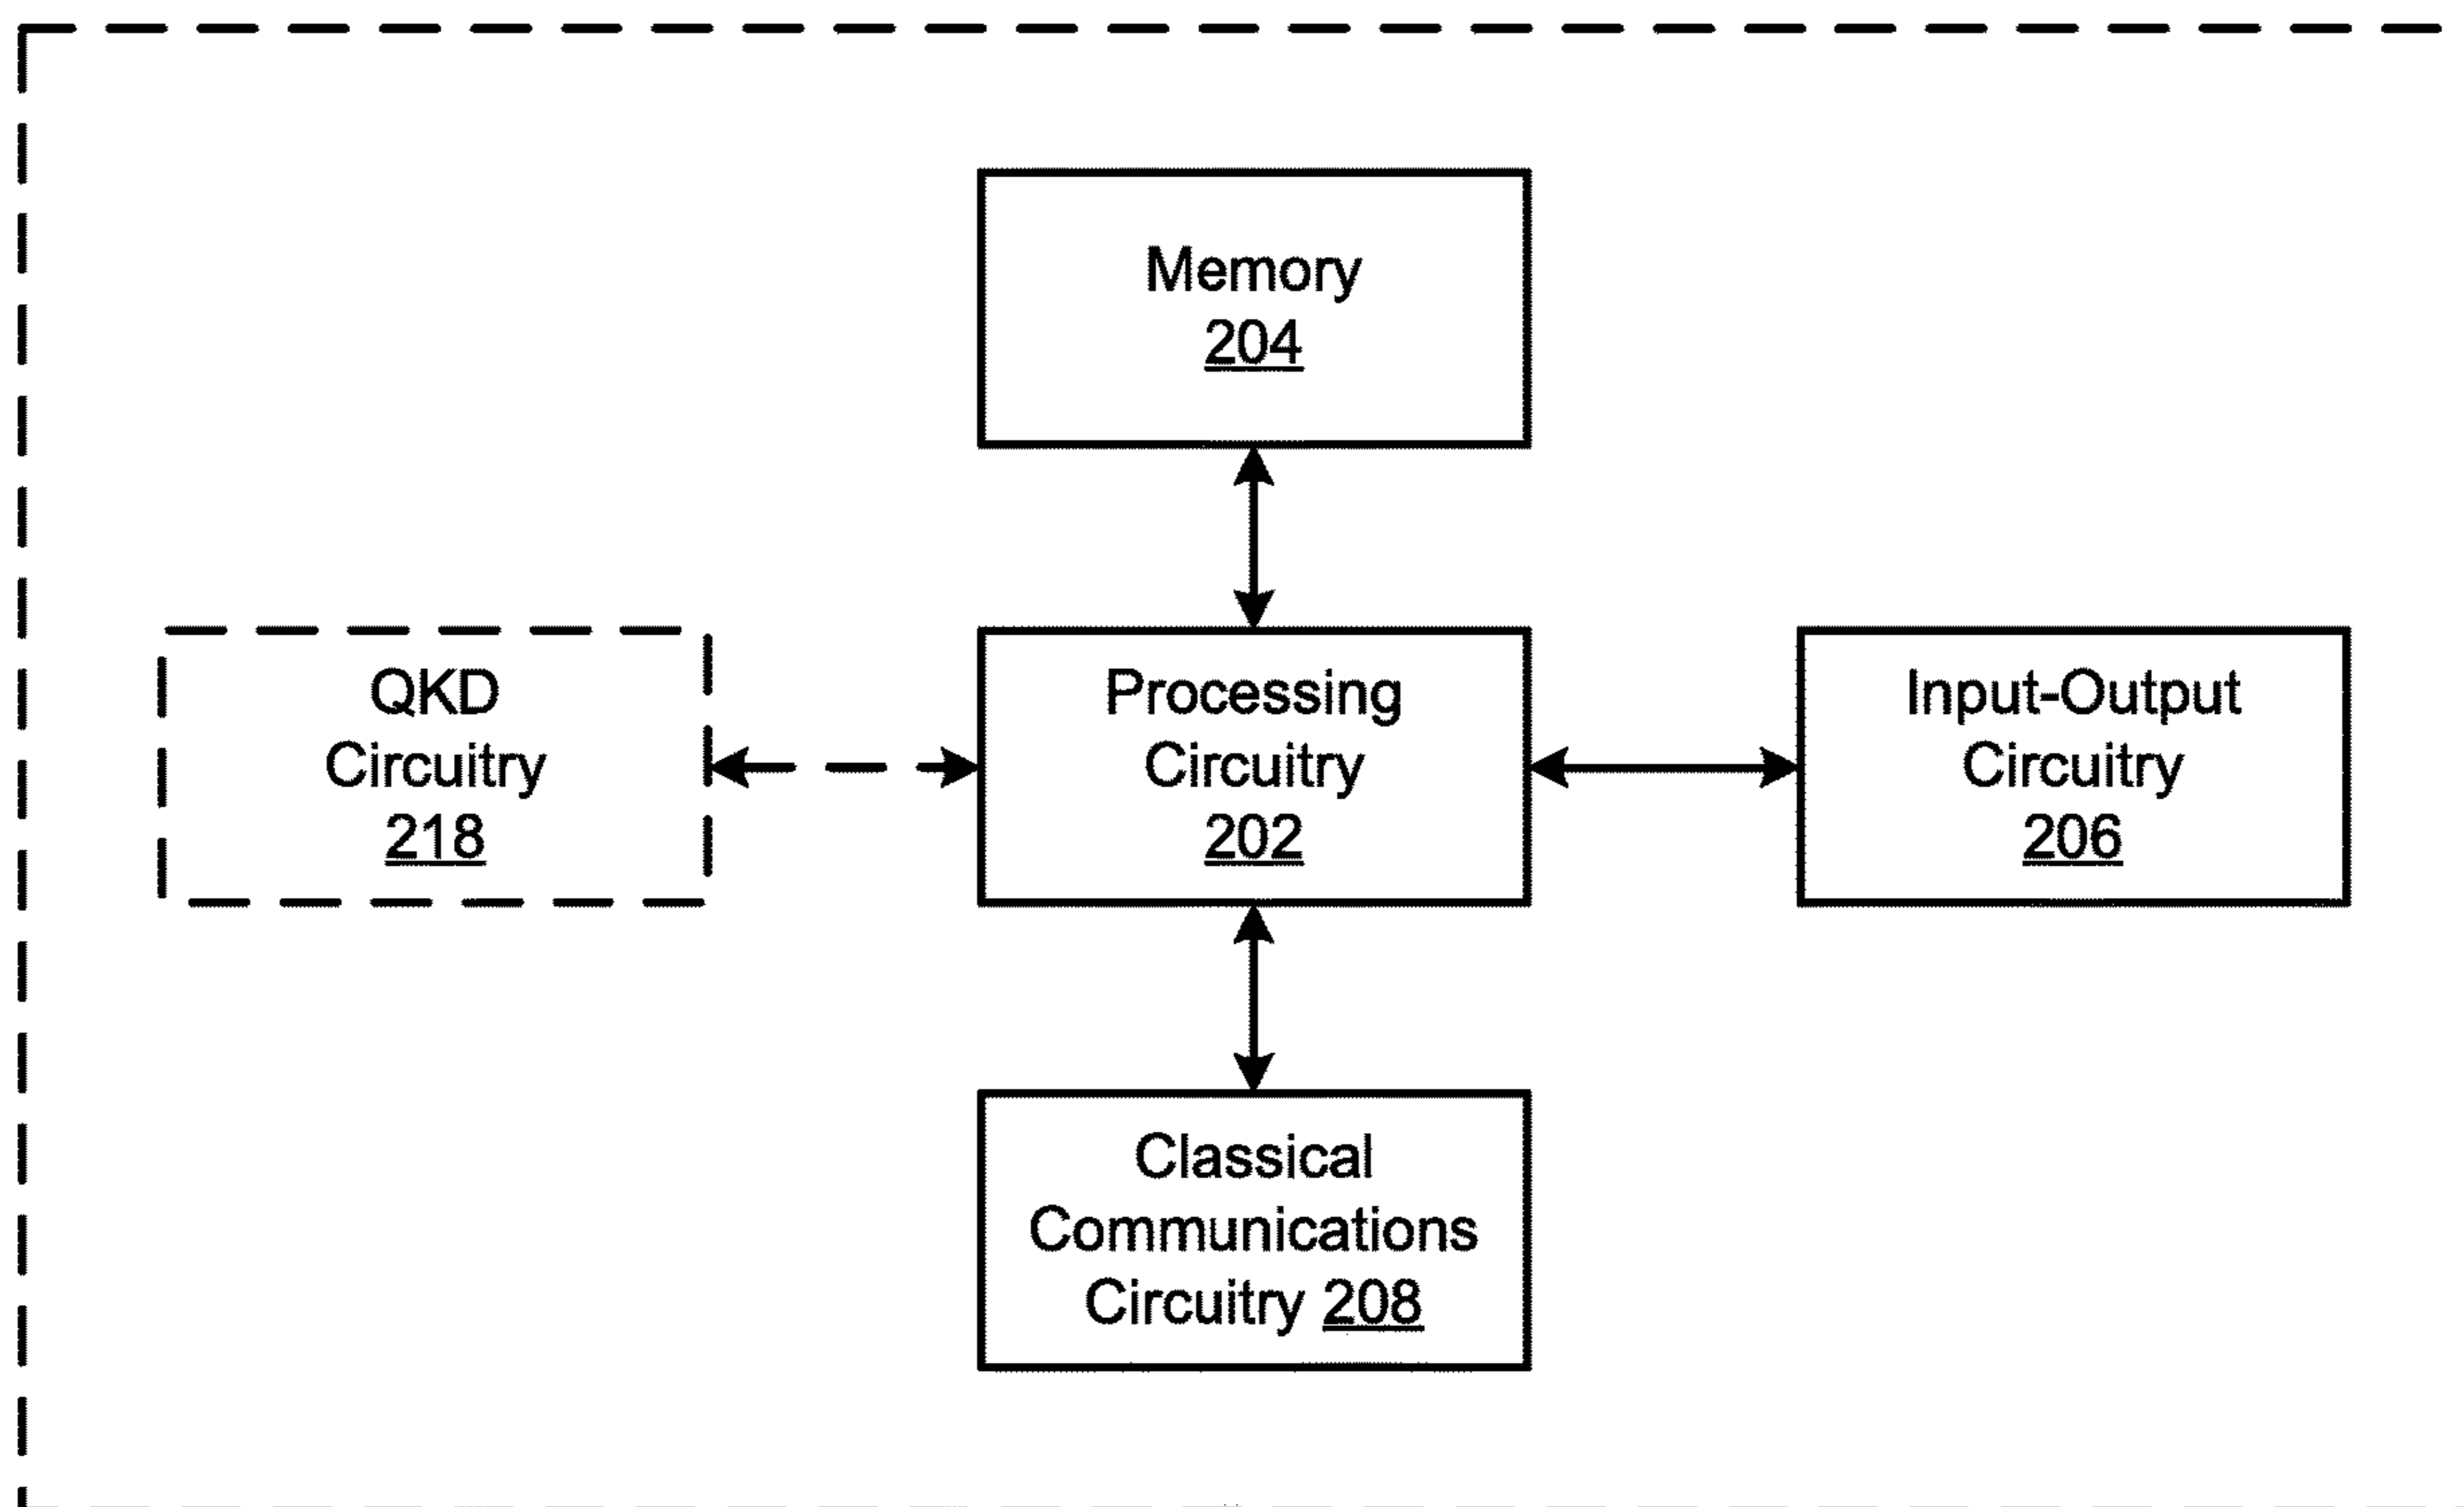 Memory
204
QKD
Circuitry
218
Processing
Circuitry
202
Input-Output
Circuitry
206
Classical
Communications
Circuitry 208